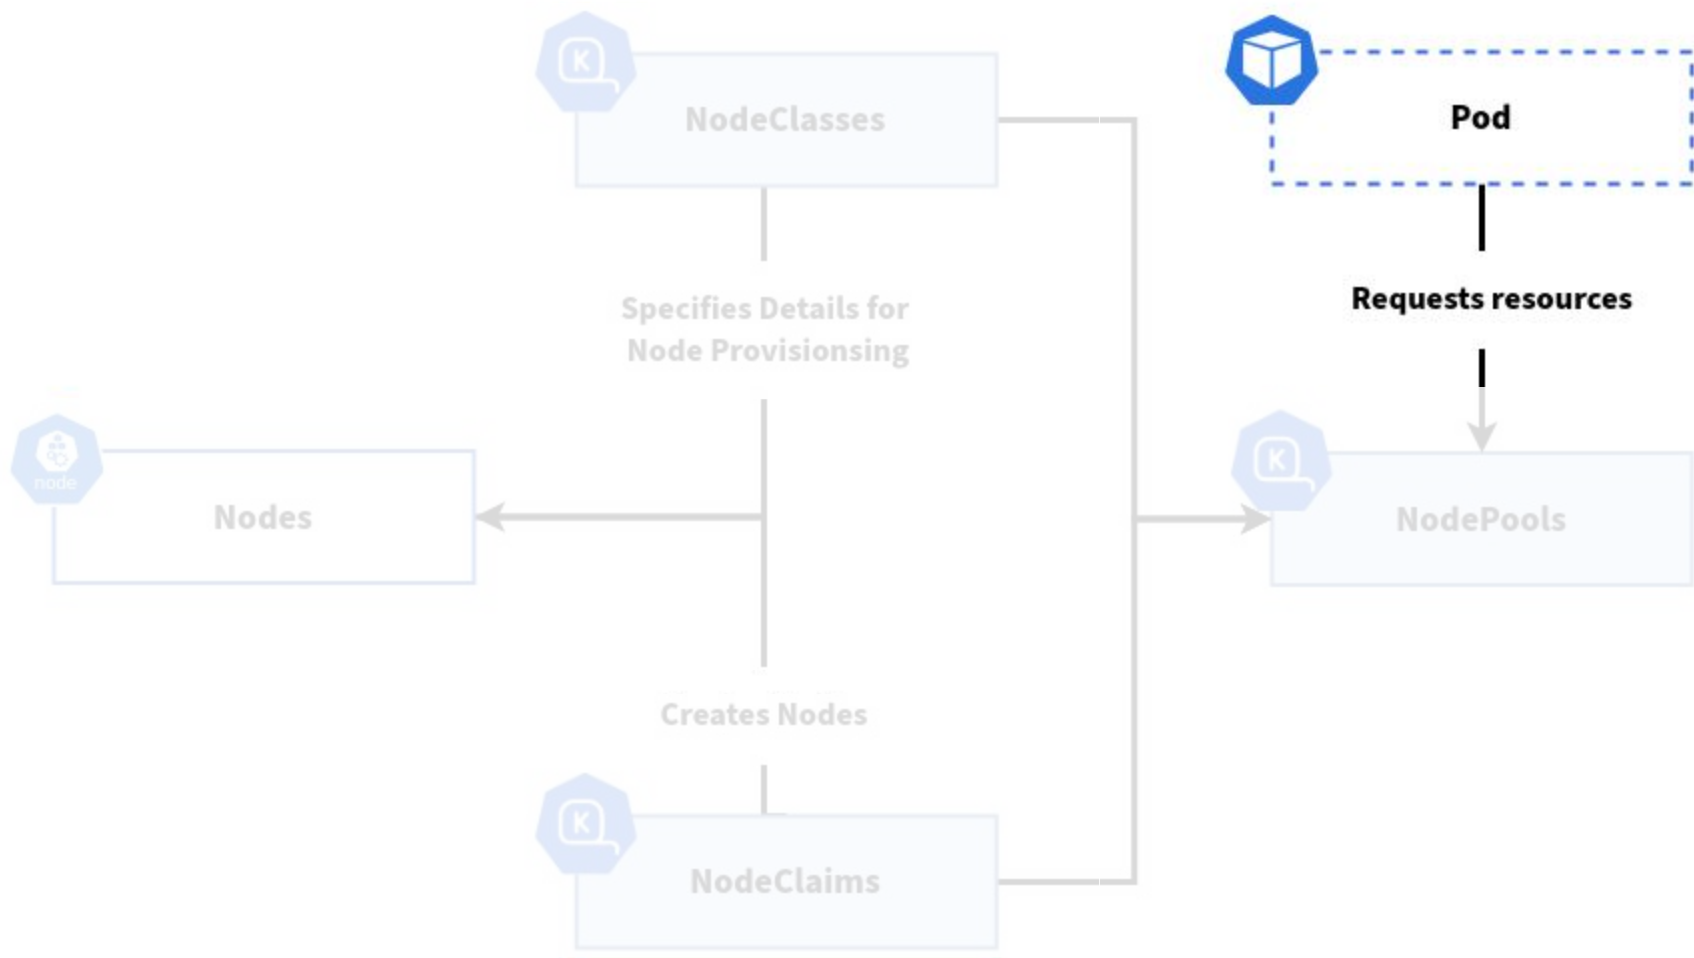 K
NodeClasses
Pod
Specifies Details for
Node Provisionsing
Requests resources
node
Nodes
K
NodePools
Creates Nodes
K
NodeClaims